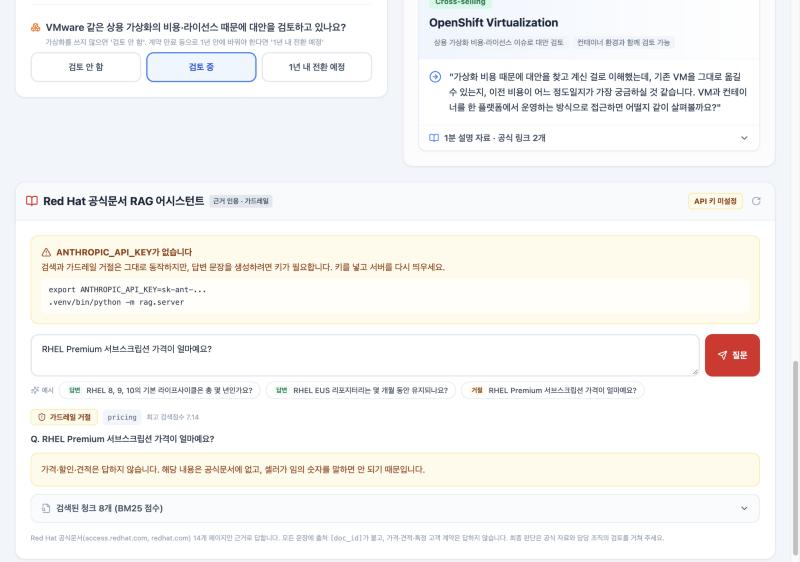 VMware 같은 상용 가상화의 비용·라이선스 때문에 대안을 검토하고 있나요?
가상화를 쓰지 않으면 '검토 안 함'. 계약 만료 등으로 1년 안에 바꿔야 한다면 '1년 내 전환 예정'
검토 안 함
검토 중
1년 내 전환 예정
Cross-selling
OpenShift Virtualization
상용 가상화 비용·라이선스 이슈로 대안 검토
컨테이너 환경과 함께 검토 가능
"가상화 비용 때문에 대안을 찾고 계신 걸로 이해했는데, 기존 VM을 그대로 옮길
수 있는지, 이전 비용이 어느 정도일지가 가장 궁금하실 것 같습니다. VM과 컨테이
너를 한 플랫폼에서 운영하는 방식으로 접근하면 어떨지 같이 살펴볼까요?"
1분 설명 자료 · 공식 링크 2개
Red Hat 공식문서 RAG 어시스턴트
근거 인용 · 가드레일
API 키 미설정
ANTHROPIC_API_KEY가 없습니다
검색과 가드레일 거절은 그대로 동작하지만, 답변 문장을 생성하려면 키가 필요합니다. 키를 넣고 서버를 다시 띄우세요.
export ANTHROPIC_API_KEY=sk-ant-...
.venv/bin/python -m rag.server
RHEL Premium 서브스크립션 가격이 얼마예요?
질문
예시
답변 RHEL 8, 9, 10의 기본 라이프사이클은 총 몇 년인가요?
답변 RHEL EUS 리포지터리는 몇 개월 동안 유지되나요?
거절 RHEL Premium 서브스크립션 가격이 얼마예요?
가드레일 거절
pricing
최고 검색점수 7.14
Q. RHEL Premium 서브스크립션 가격이 얼마예요?
가격·할인·견적은 답하지 않습니다. 해당 내용은 공식문서에 없고, 셀러가 임의 숫자를 말하면 안 되기 때문입니다.
검색된 청크 8개 (BM25 점수)
Red Hat 공식문서(access.redhat.com, redhat.com) 14개 페이지만 근거로 답합니다. 모든 문장에 출처 [doc_id]가 붙고, 가격·견적·특정 고객 계약은 답하지 않습니다. 최종 판단은 공식 자료와 담당 조직의 검토를 거쳐 주세요.